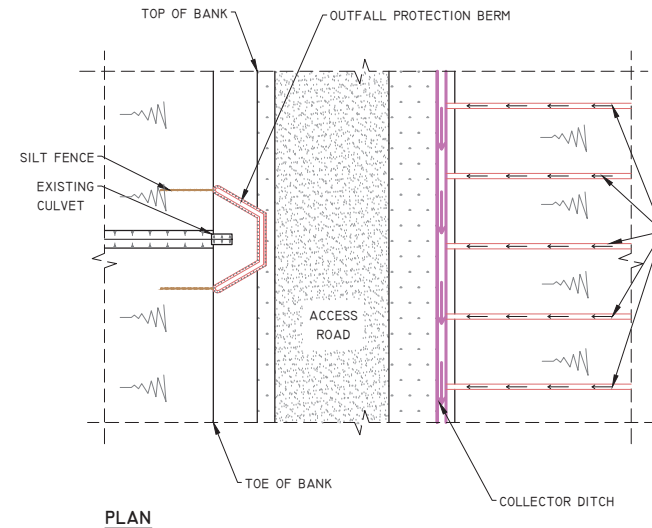 TOP OF BANK
OUTFALL PROTECTION BERM
SILT FENCE
EXISTING
CULVET
ACCESS
ROAD
TOE OF BANK
COLLECTOR DITCH
PLAN